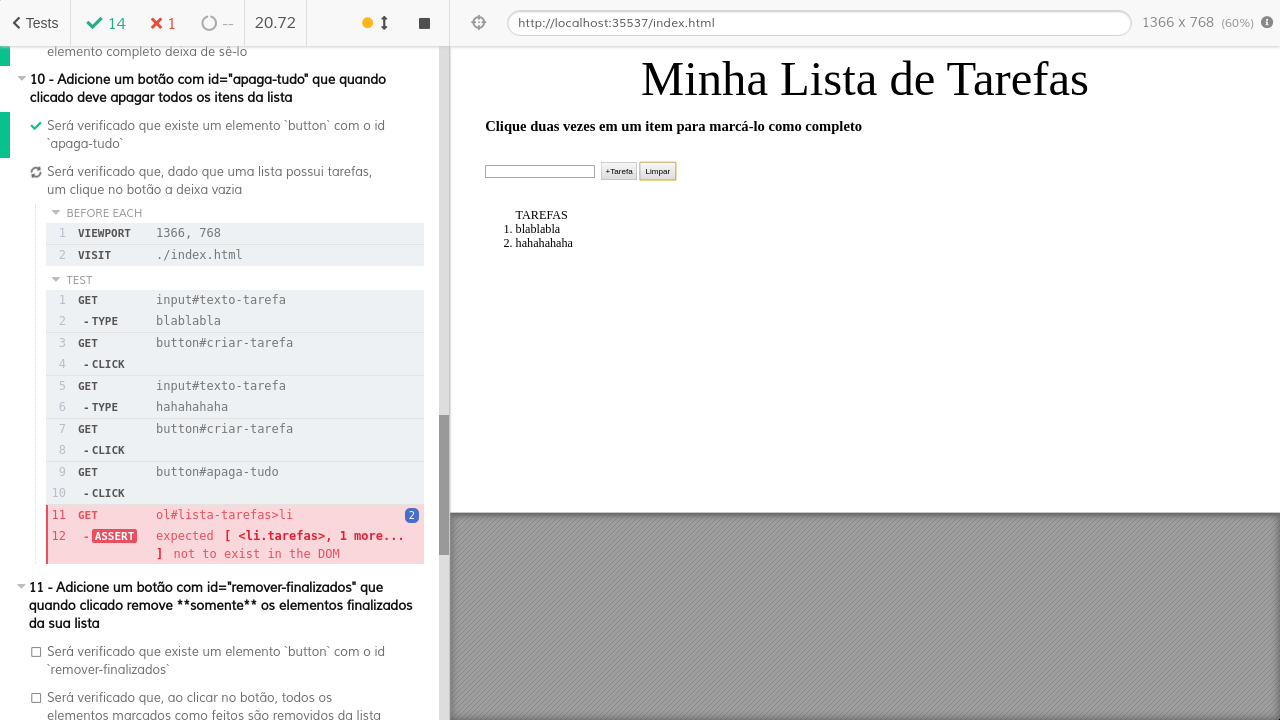 Tests
14
1
--
20.72
elemento completo deixa de sê-lo
10 - Adicione um botão com id="apaga-tudo" que quando
clicado deve apagar todos os itens da lista
Será verificado que existe um elemento `button` com o id
`apaga-tudo`
Será verificado que, dado que uma lista possui tarefas,
um clique no botão a deixa vazia
BEFORE EACH
1 VIEWPORT 1366, 768
2 VISIT ./index.html
TEST
1 GET input#texto-tarefa
2 - TYPE blablabla
3 GET button#criar-tarefa
4 - CLICK
5 GET input#texto-tarefa
6 - TYPE hahahahaha
7 GET button#criar-tarefa
8 - CLICK
9 GET button#apaga-tudo
10 - CLICK
11 GET ol#lista-tarefas>li 2
12 - ASSERT expected [ <li.tarefas>, 1 more...
] not to exist in the DOM
11 - Adicione um botão com id="remover-finalizados" que
quando clicado remove **somente** os elementos finalizados
da sua lista
Será verificado que existe um elemento `button` com o id
`remover-finalizados`
Será verificado que, ao clicar no botão, todos os
elementos marcados como feitos são removidos da lista
http://localhost:35537/index.html
1366 x 768 (60%)
Minha Lista de Tarefas
Clique duas vezes em um item para marcá-lo como completo
+Tarefa Limpar
TAREFAS
1. blablabla
2. hahahahaha